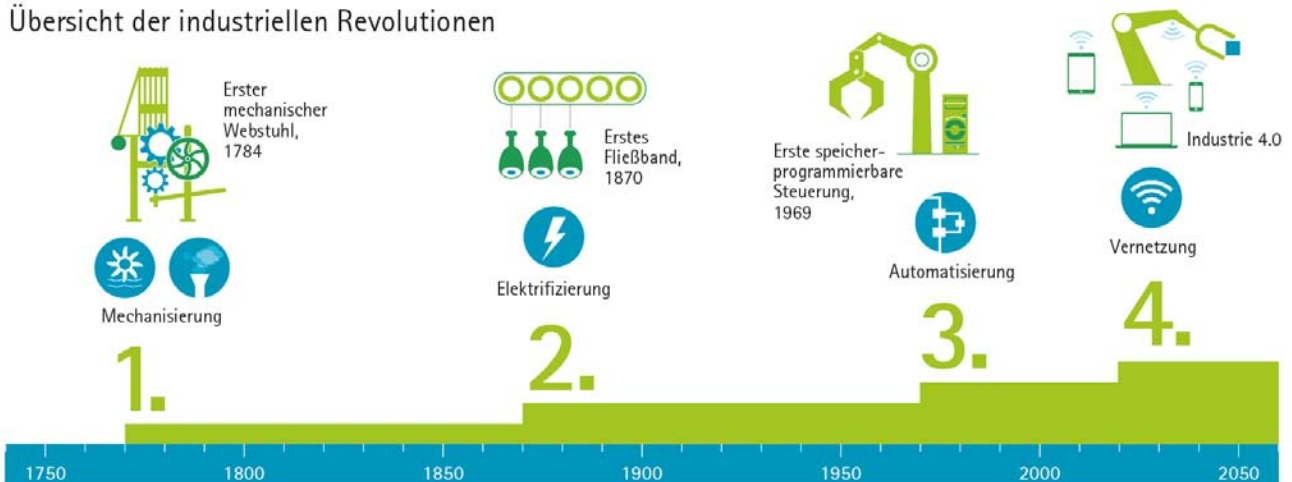 Übersicht der industriellen Revolutionen
Erster
mechanischer
Webstuhl,
1784
Mechanisierung
1.
Erstes
Fließband,
1870
Elektrifizierung
2.
Erste speicher-
programmierbare
Steuerung,
1969
Automatisierung
3.
Industrie 4.0
Vernetzung
4.
1750 1800 1850 1900 1950 2000 2050